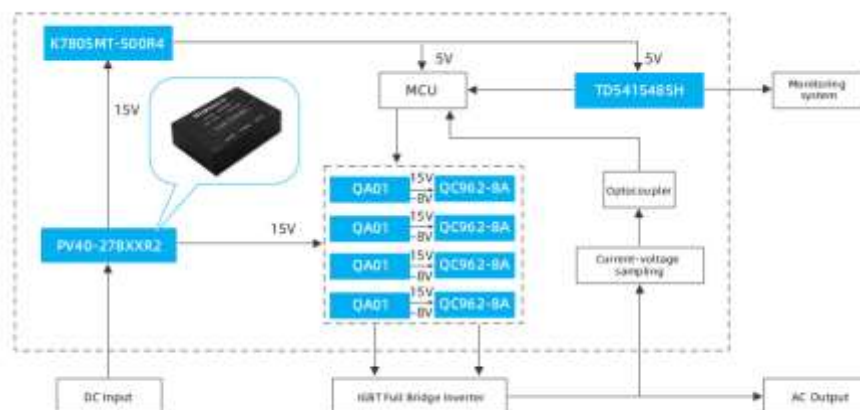 K7805MT-500R4
5V
5V
MCU
TD541S485H
Monitoring
system
15V
QA01
15V
-8V
QC962-8A
Optocoupler
QA01
15V
-8V
QC962-8A
PV40-27BXXR2
15V
QA01
15V
-8V
QC962-8A
Current-voltage
sampling
QA01
15V
-8V
QC962-8A
DC Input
IGBT Full Bridge Inverter
AC Output